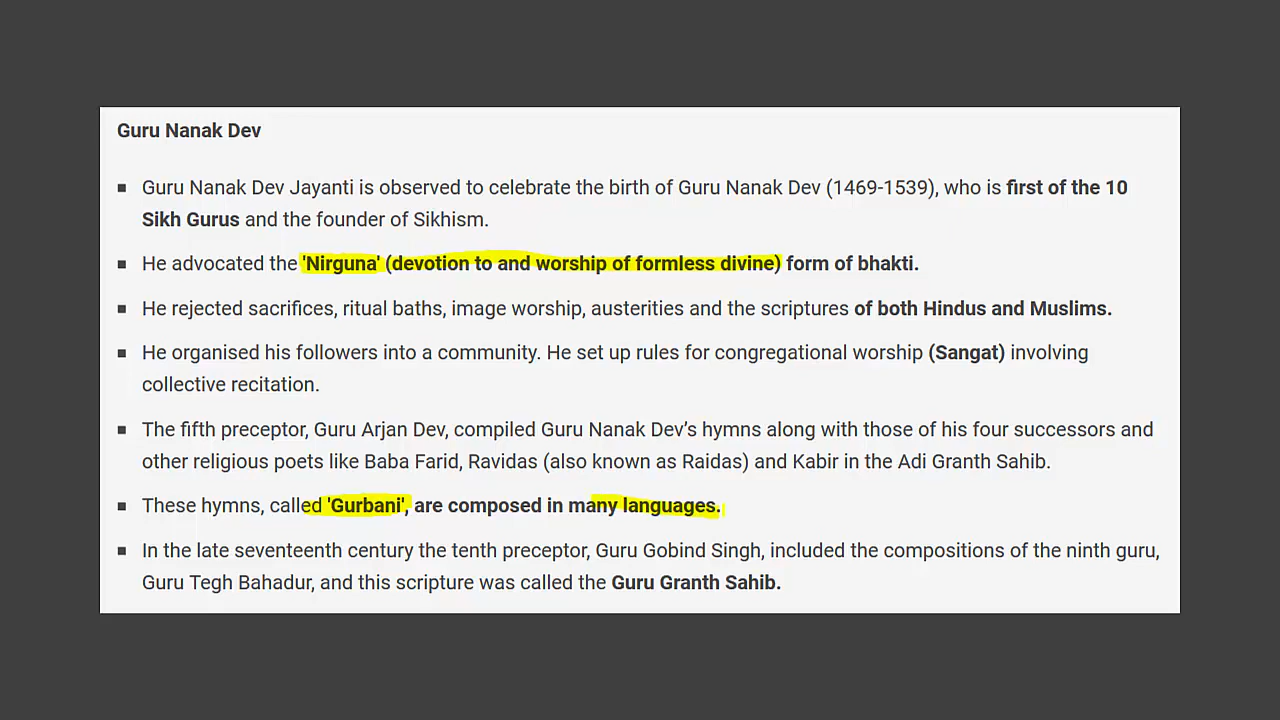 Guru Nanak Dev
▪ Guru Nanak Dev Jayanti is observed to celebrate the birth of Guru Nanak Dev (1469-1539), who is first of the 10
Sikh Gurus and the founder of Sikhism.
▪ He advocated the 'Nirguna' (devotion to and worship of formless divine) form of bhakti.
▪ He rejected sacrifices, ritual baths, image worship, austerities and the scriptures of both Hindus and Muslims.
▪ He organised his followers into a community. He set up rules for congregational worship (Sangat) involving
collective recitation.
▪ The fifth preceptor, Guru Arjan Dev, compiled Guru Nanak Dev’s hymns along with those of his four successors and
other religious poets like Baba Farid, Ravidas (also known as Raidas) and Kabir in the Adi Granth Sahib.
▪ These hymns, called 'Gurbani', are composed in many languages.
▪ In the late seventeenth century the tenth preceptor, Guru Gobind Singh, included the compositions of the ninth guru,
Guru Tegh Bahadur, and this scripture was called the Guru Granth Sahib.